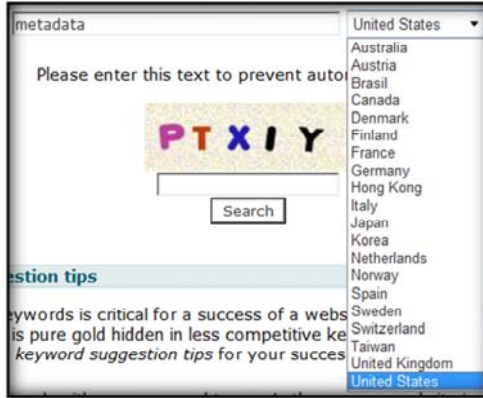 metadata
United States
Please enter this text to prevent autor
PTXIY
Search
Australia
Austria
Brasil
Canada
Denmark
Finland
France
Germany
Hong Kong
Italy
Japan
Korea
Netherlands
Norway
Spain
Sweden
Switzerland
Taiwan
United Kingdom
United States
estion tips
eywords is critical for a success of a webs
is pure gold hidden in less competitive ke
keyword suggestion tips for your succes